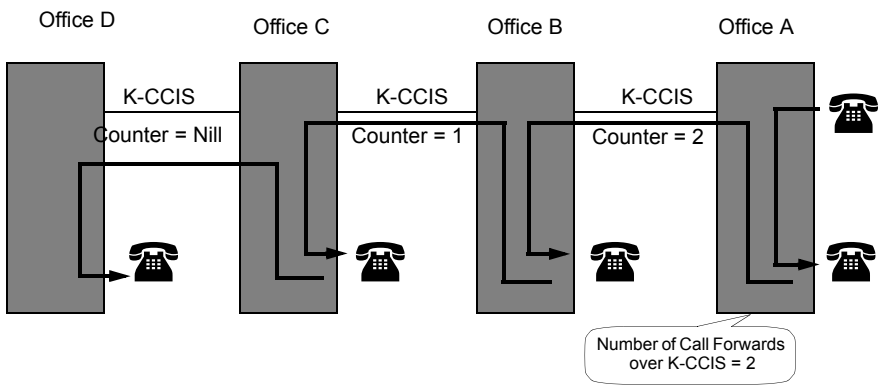 Office D
Office C
Office B
Office A
K-CCIS
K-CCIS
K-CCIS
Counter = Nill
Counter = 1
Counter = 2
Number of Call Forwards
over K-CCIS = 2